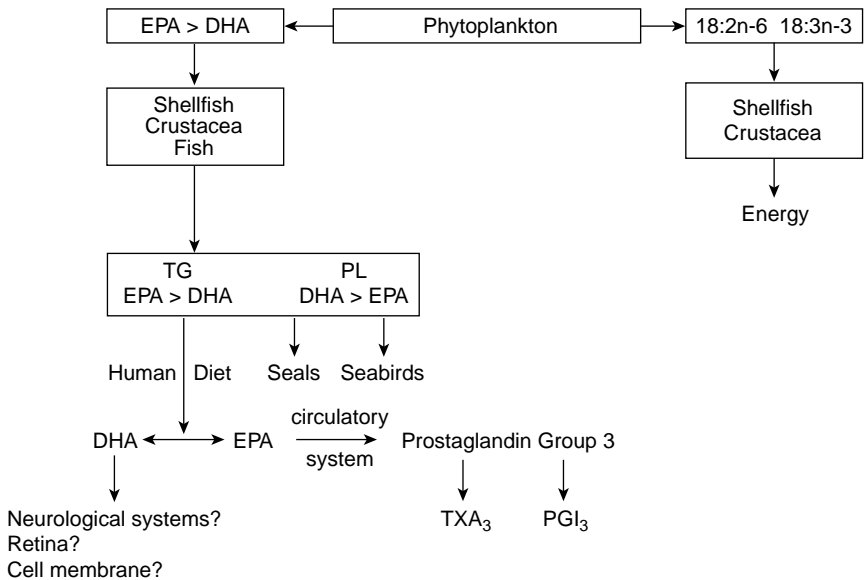 EPA > DHA
Phytoplankton
18:2n-6 18:3n-3
Shellfish
Crustacea
Fish
Shellfish
Crustacea
Energy
TG
EPA > DHA
PL
DHA > EPA
Human Diet
Seals
Seabirds
DHA
EPA
circulatory
system
Prostaglandin Group 3
Neurological systems?
Retina?
Cell membrane?
TXA₃
PGI₃